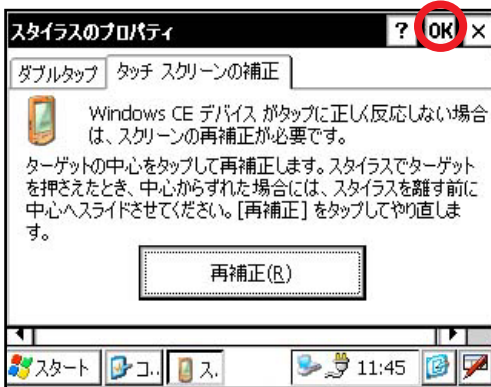 スタイラスのプロパティ ? OK ×
ダブルタップ タッチ スクリーンの補正
Windows CE デバイス がタップに正しく反応しない場合
は、スクリーンの再補正が必要です。
ターゲットの中心をタップして再補正します。スタイラスでターゲット
を押さえたとき、中心からずれた場合には、スタイラスを離す前に
中心へスライドさせてください。[再補正] をタップしてやり直しま
す。
再補正(R)
スタート コ.. ス. 11:45